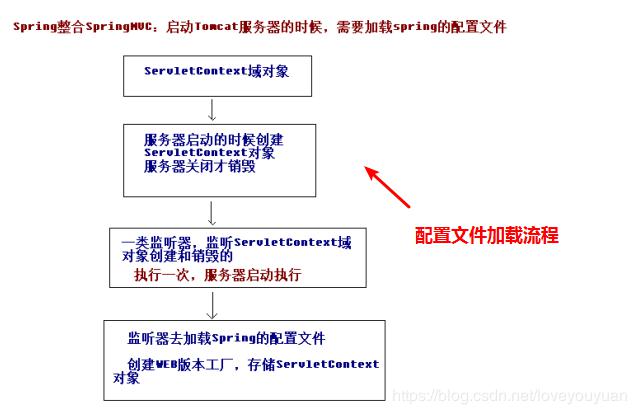 Spring整合SpringMVC：启动Tomcat服务器的时候，需要加载spring的配置文件
ServletContext域对象
服务器启动的时候创建
ServletContext对象
服务器关闭才销毁
配置文件加载流程
一类监听器，监听ServletContext域
对象创建和销毁的
执行一次，服务器启动执行
监听器去加载Spring的配置文件
创建WEB版本工厂，存储ServletContext
对象
https://blog.csdn.net/loveyouyuan